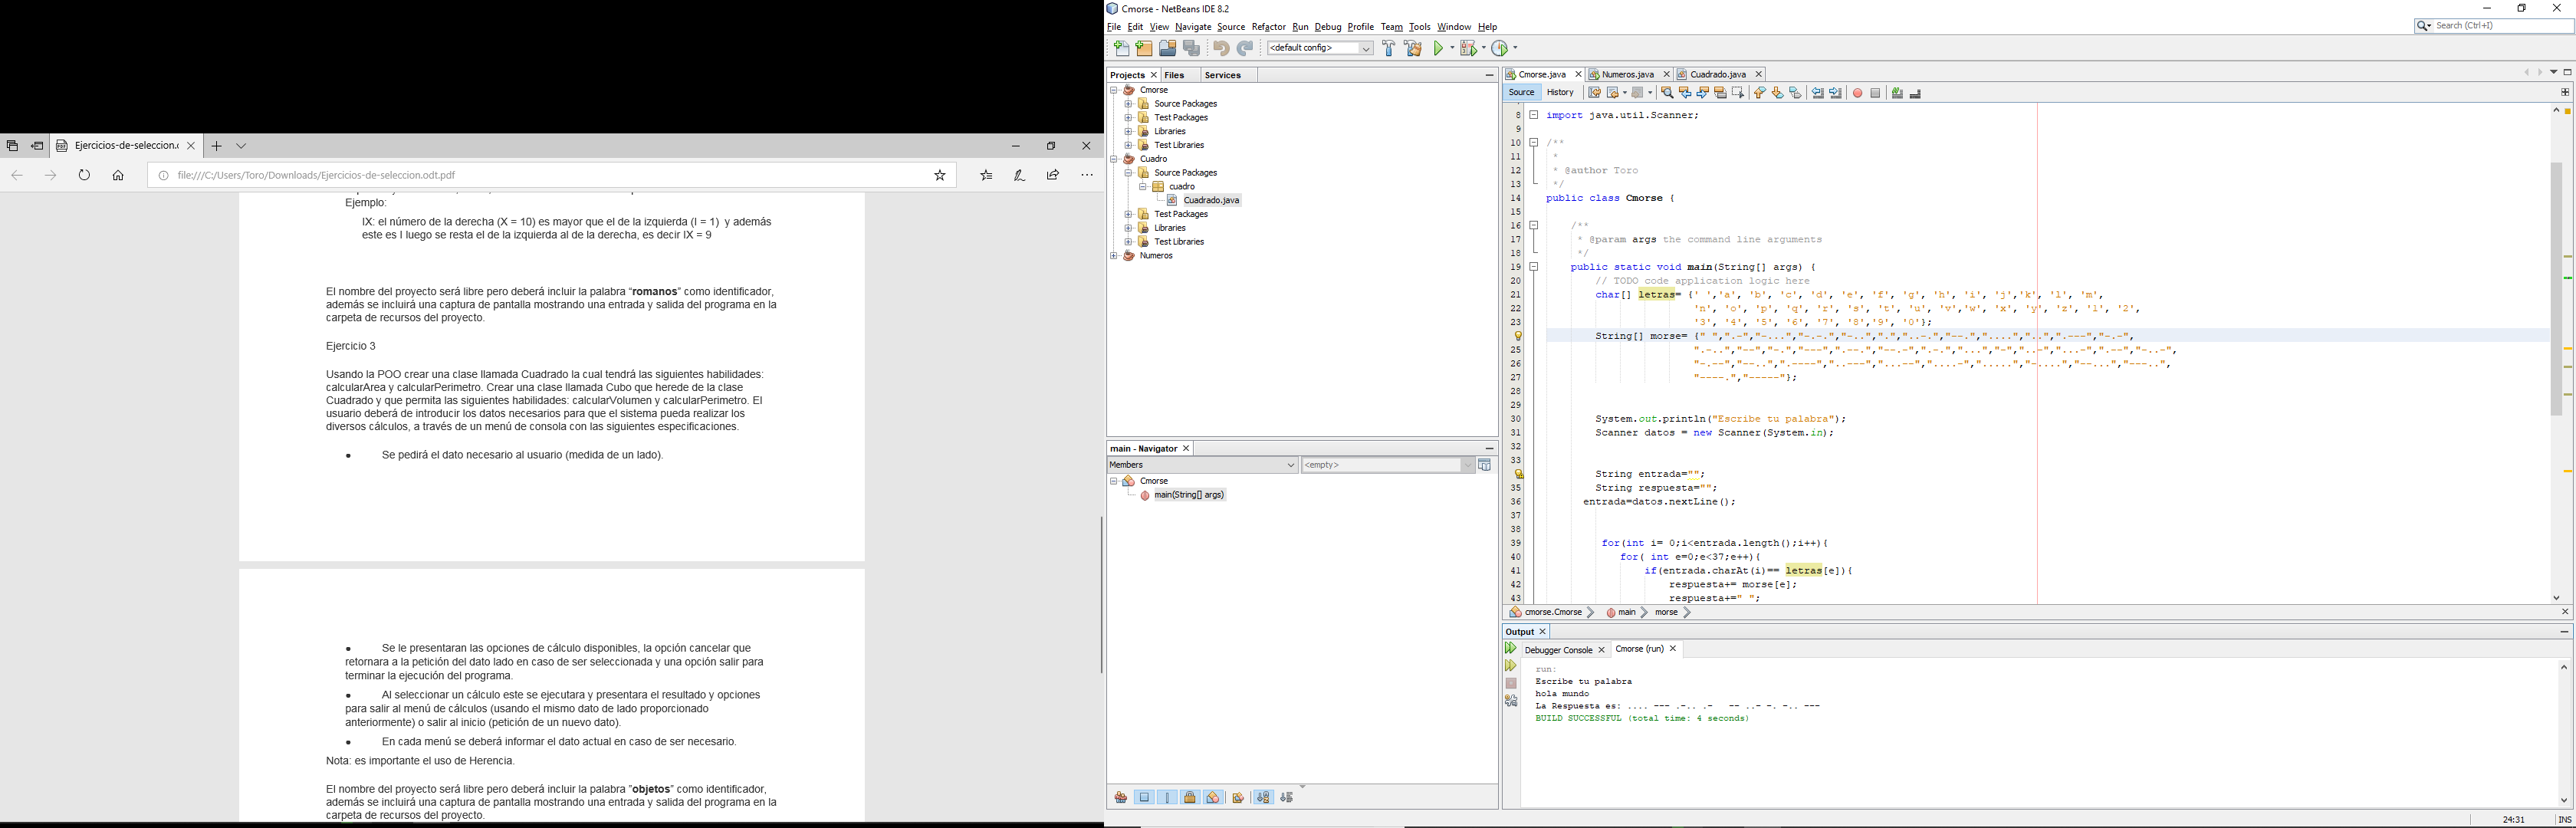 Ejercicios-de-seleccion.c
file:///C:/Users/Toro/Downloads/Ejercicios-de-seleccion.odt.pdf
Ejemplo:
IX: el número de la derecha (X = 10) es mayor que el de la izquierda (I = 1)  y además
este es I luego se resta el de la izquierda al de la derecha, es decir IX = 9
El nombre del proyecto será libre pero deberá incluir la palabra “romanos” como identificador,
además se incluirá una captura de pantalla mostrando una entrada y salida del programa en la
carpeta de recursos del proyecto.
Ejercicio 3
Usando la POO crear una clase llamada Cuadrado la cual tendrá las siguientes habilidades:
calcularArea y calcularPerimetro. Crear una clase llamada Cubo que herede de la clase
Cuadrado y que permita las siguientes habilidades: calcularVolumen y calcularPerimetro. El
usuario deberá de introducir los datos necesarios para que el sistema pueda realizar los
diversos cálculos, a través de un menú de consola con las siguientes especificaciones.
● Se pedirá el dato necesario al usuario (medida de un lado).
● Se le presentaran las opciones de cálculo disponibles, la opción cancelar que
retornara a la petición del dato lado en caso de ser seleccionada y una opción salir para
terminar la ejecución del programa.
● Al seleccionar un cálculo este se ejecutara y presentara el resultado y opciones
para salir al menú de cálculos (usando el mismo dato de lado proporcionado
anteriormente) o salir al inicio (petición de un nuevo dato).
● En cada menú se deberá informar el dato actual en caso de ser necesario.
Nota: es importante el uso de Herencia.
El nombre del proyecto será libre pero deberá incluir la palabra “objetos” como identificador,
además se incluirá una captura de pantalla mostrando una entrada y salida del programa en la
carpeta de recursos del proyecto.
Cmorse - NetBeans IDE 8.2
File Edit View Navigate Source Refactor Run Debug Profile Team Tools Window Help
Search (Ctrl+I)
<default config>
Projects Files Services
Cmorse
Source Packages
Test Packages
Libraries
Test Libraries
Cuadro
Source Packages
cuadro
Cuadrado.java
Test Packages
Libraries
Test Libraries
Numeros
main - Navigator
Members <empty>
Cmorse
main(String[] args)
Cmorse.java Numeros.java Cuadrado.java
Source History
8 import java.util.Scanner;
9
10 /**
11 *
12 * @author Toro
13 */
14 public class Cmorse {
15
16 /**
17 * @param args the command line arguments
18 */
19 public static void main(String[] args) {
20 // TODO code application logic here
21 char[] letras= {' ','a', 'b', 'c', 'd', 'e', 'f', 'g', 'h', 'i', 'j','k', 'l', 'm',
22 'n', 'o', 'p', 'q', 'r', 's', 't', 'u', 'v','w', 'x', 'y', 'z', '1', '2',
23 '3', '4', '5', '6', '7', '8','9', '0'};
String[] morse= {" ",".-","-...","-.-.","-..",".","..-.","--.","....","..",".---","-.-",
25 ".-..","--","-.","---",".--.","--.-",".-.","...","-","..-","...-",".--","-..-",
26 "-.--","--..",".----","..---","...--","....-",".....","-....","--...","---..",
27 "----.","-----"};
28
29
30 System.out.println("Escribe tu palabra");
31 Scanner datos = new Scanner(System.in);
32
33
String entrada="";
35 String respuesta="";
36 entrada=datos.nextLine();
37
38
39 for(int i= 0;i<entrada.length();i++){
40 for( int e=0;e<37;e++){
41 if(entrada.charAt(i)== letras[e]){
42 respuesta+= morse[e];
43 respuesta+=" ";
cmorse.Cmorse main morse
Output
Debugger Console Cmorse (run)
run:
Escribe tu palabra
hola mundo
La Respuesta es: .... --- .-.. .-   -- ..- -. -.. ---
BUILD SUCCESSFUL (total time: 4 seconds)
24:31 INS